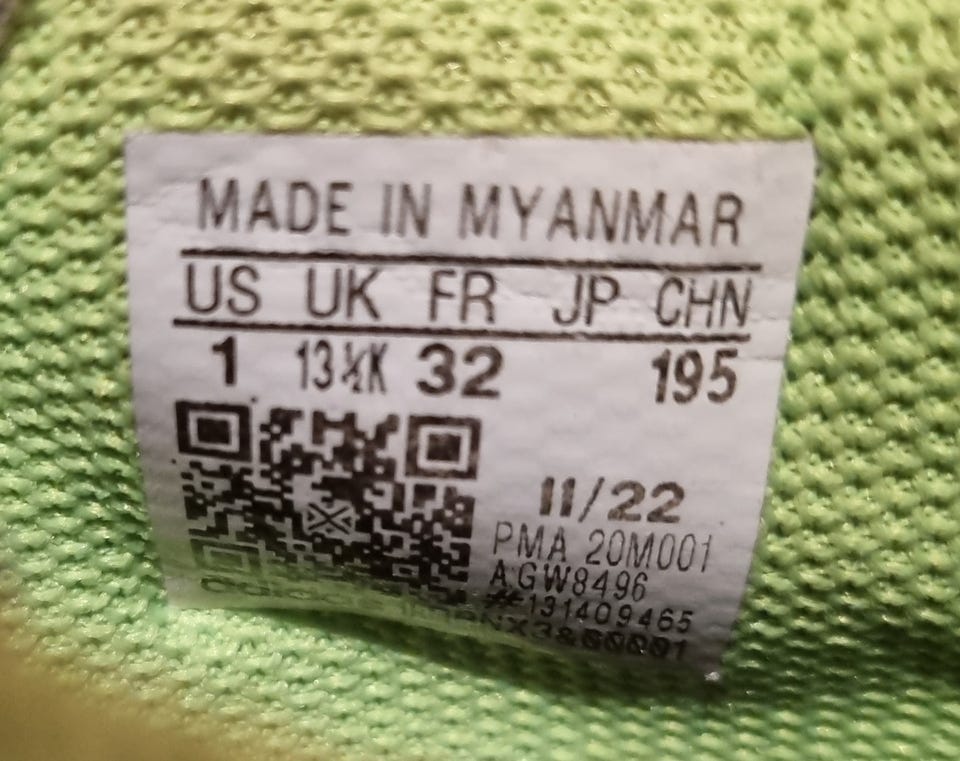 MADE IN MYANMAR
US UK FR JP CHN
1 13½K 32 195
11/22
PMA 20M001
AGW8496
#131409465